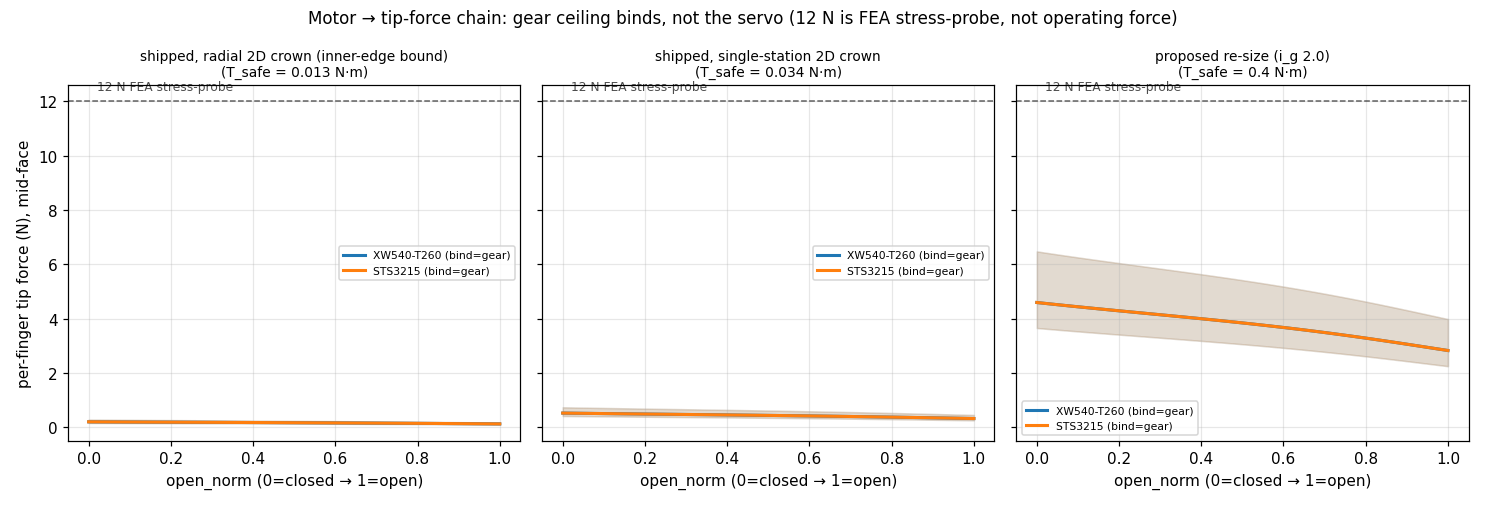 Motor → tip-force chain: gear ceiling binds, not the servo (12 N is FEA stress-probe, not operating force)
shipped, radial 2D crown (inner-edge bound)
(T_safe = 0.013 N·m)
12 N FEA stress-probe
per-finger tip force (N), mid-face
12
10
8
6
4
2
0
XW540-T260 (bind=gear)
STS3215 (bind=gear)
0.0 0.2 0.4 0.6 0.8 1.0
open_norm (0=closed → 1=open)
shipped, single-station 2D crown
(T_safe = 0.034 N·m)
12 N FEA stress-probe
XW540-T260 (bind=gear)
STS3215 (bind=gear)
0.0 0.2 0.4 0.6 0.8 1.0
open_norm (0=closed → 1=open)
proposed re-size (i_g 2.0)
(T_safe = 0.4 N·m)
12 N FEA stress-probe
XW540-T260 (bind=gear)
STS3215 (bind=gear)
0.0 0.2 0.4 0.6 0.8 1.0
open_norm (0=closed → 1=open)